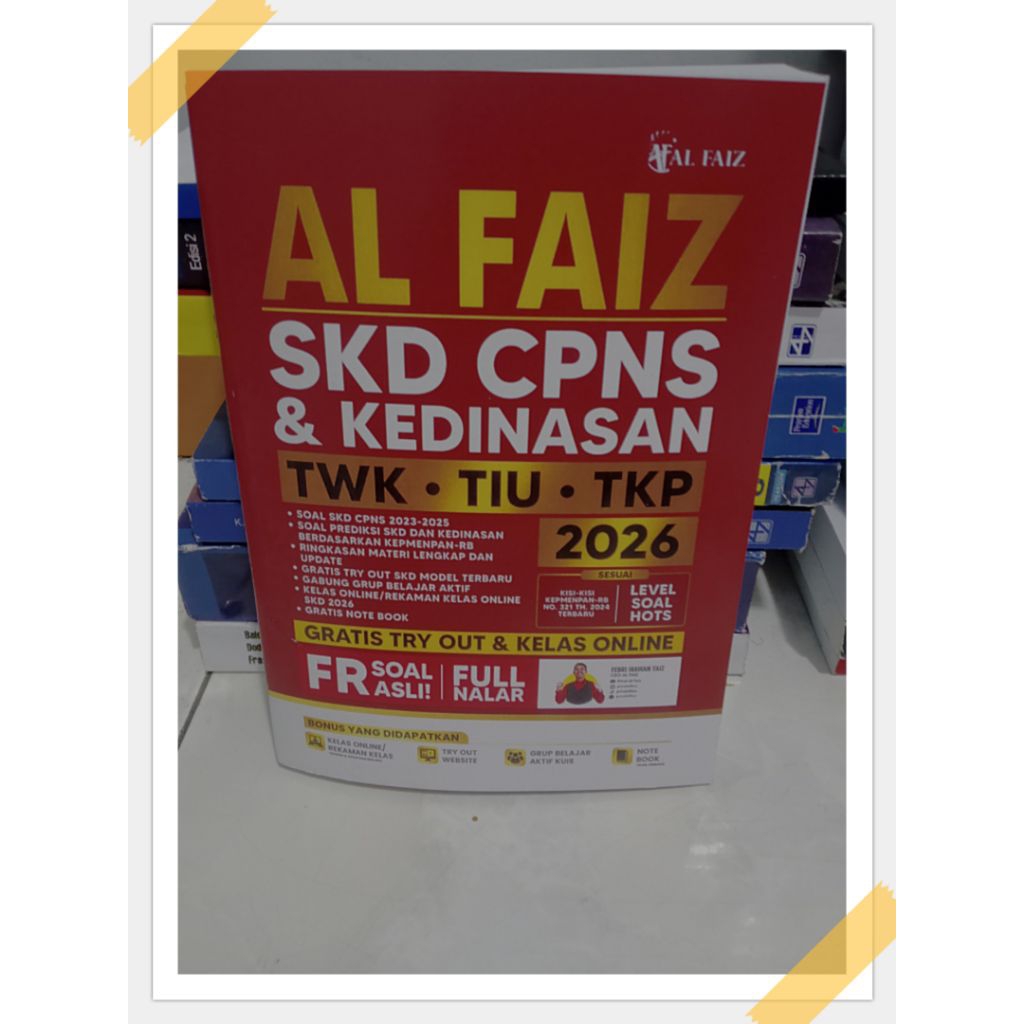 AF AL FAIZ
AL FAIZ
SKD CPNS
& KEDINASAN
TWK • TIU • TKP
2026
• SOAL SKD CPNS 2023-2025
• SOAL PREDIKSI SKD DAN KEDINASAN
BERDASARKAN KEPMENPAN-RB
• RINGKASAN MATERI LENGKAP DAN
UPDATE
• GRATIS TRY OUT SKD MODEL TERBARU
• GABUNG GRUP BELAJAR AKTIF
• KELAS ONLINE/REKAMAN KELAS ONLINE
SKD 2026
• GRATIS NOTE BOOK
SESUAI
KISI-KISI
KEPMENPAN-RB
NO. 321 TH. 2024
TERBARU
LEVEL
SOAL
HOTS
GRATIS TRY OUT & KELAS ONLINE
FR SOAL
ASLI!
FULL
NALAR
BONUS YANG DIDAPATKAN
KELAS ONLINE/
REKAMAN KELAS
TRY OUT
WEBSITE
GRUP BELAJAR
AKTIF KUIS
NOTE
BOOK
Edisi 2